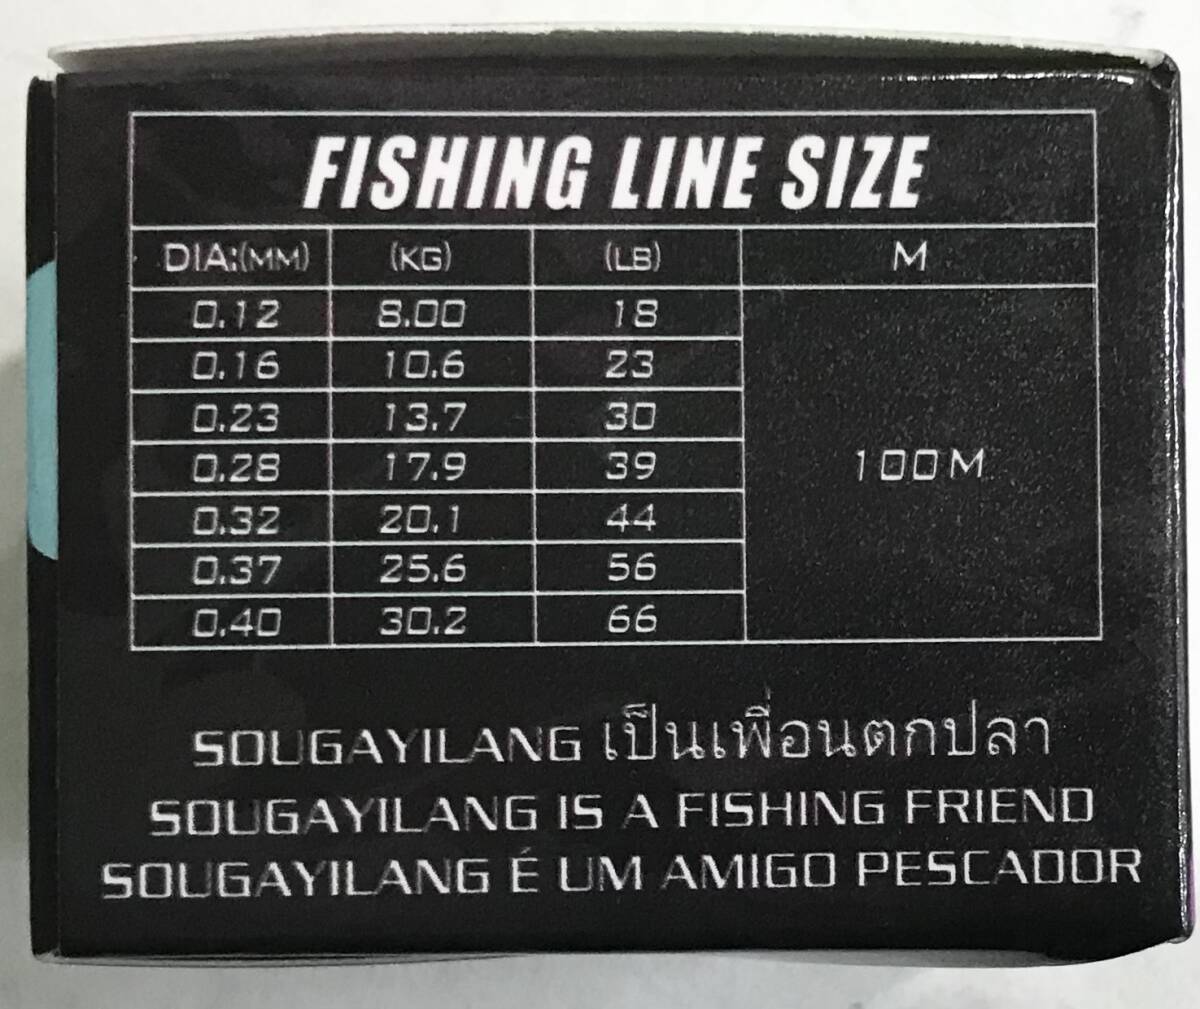 FISHING LINE SIZE
DIA:(MM) (KG) (LB) M
0.12 8.00 18
0.16 10.6 23
0.23 13.7 30
0.28 17.9 39 100M
0.32 20.1 44
0.37 25.6 56
0.40 30.2 66
SOUGAYILANG เป็นเพื่อนตกปลา
SOUGAYILANG IS A FISHING FRIEND
SOUGAYILANG É UM AMIGO PESCADOR